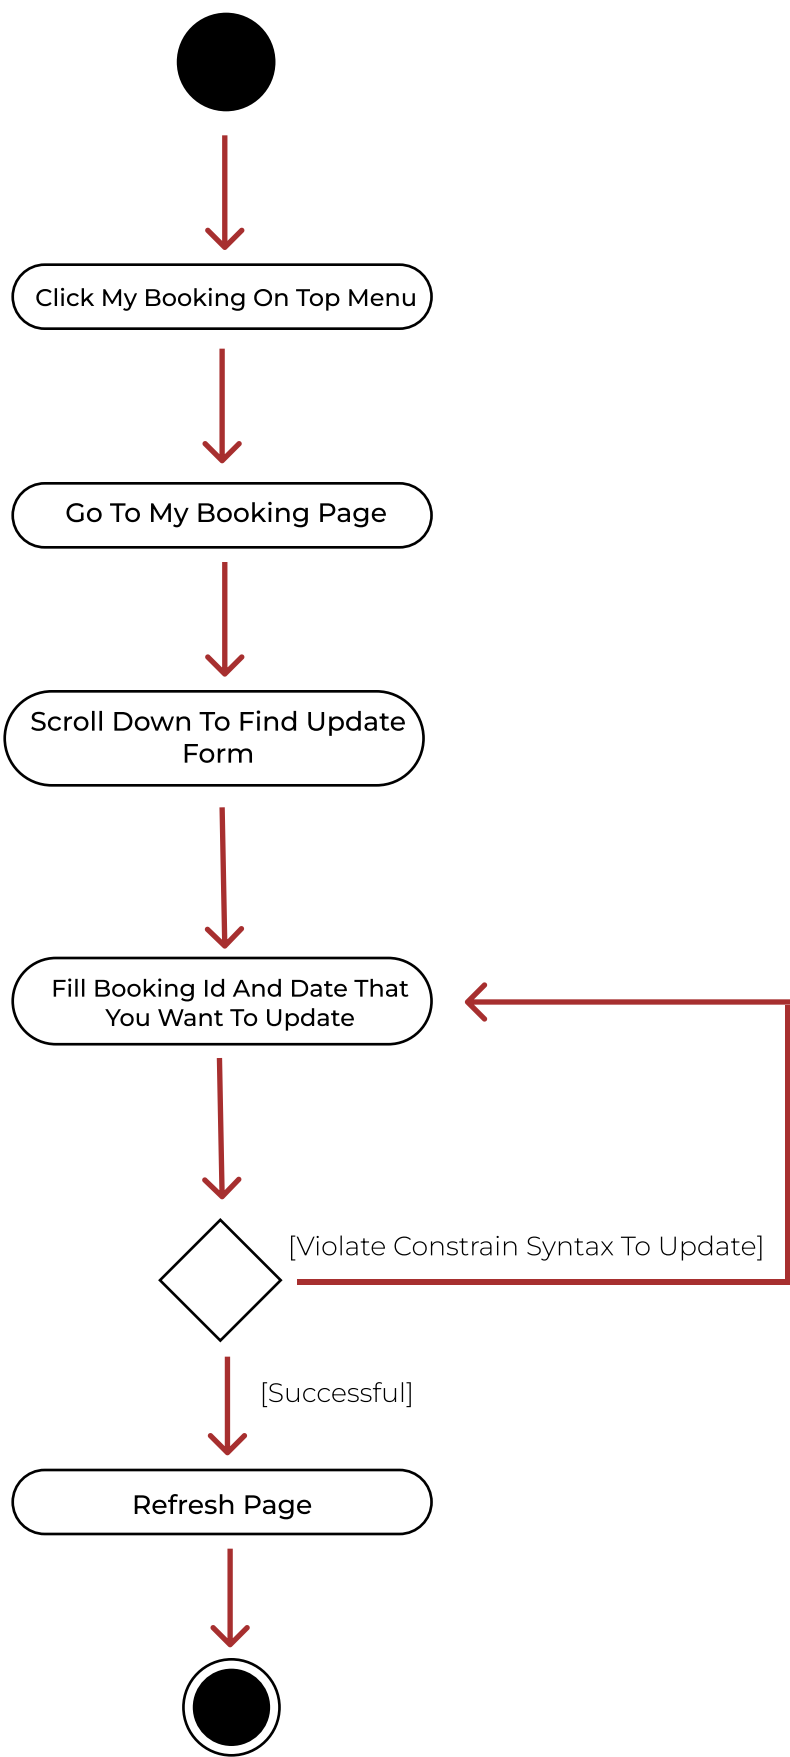 Click My Booking On Top Menu
Go To My Booking Page
Scroll Down To Find Update
Form
Fill Booking Id And Date That
You Want To Update
[Violate Constrain Syntax To Update]
[Successful]
Refresh Page